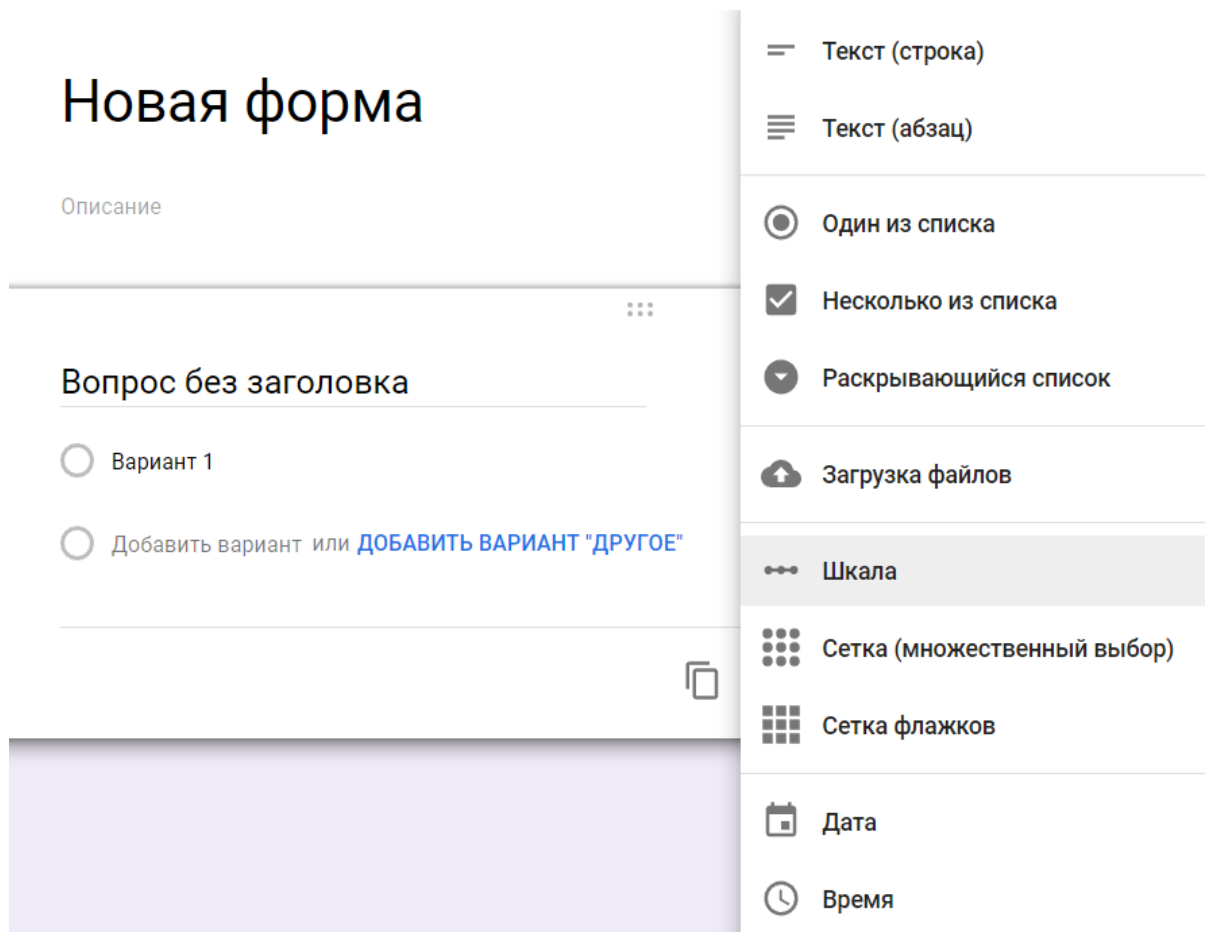 Новая форма
Описание
Вопрос без заголовка
Вариант 1
Добавить вариант или ДОБАВИТЬ ВАРИАНТ "ДРУГОЕ"
Текст (строка)
Текст (абзац)
Один из списка
Несколько из списка
Раскрывающийся список
Загрузка файлов
Шкала
Сетка (множественный выбор)
Сетка флажков
Дата
Время